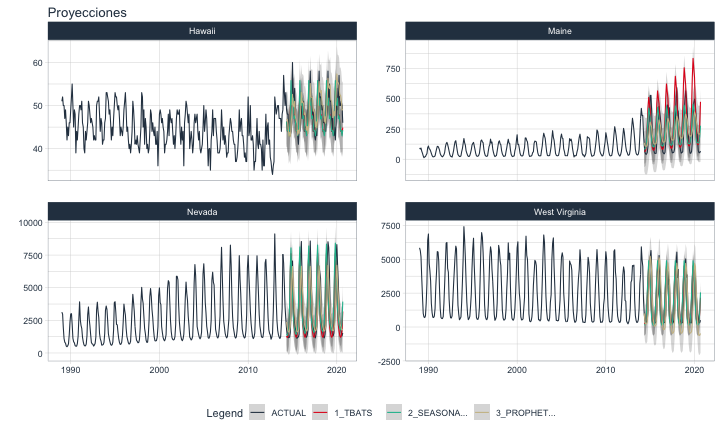 Proyecciones
Hawaii
Maine
60
50
40
750
500
250
0
Nevada
West Virginia
10000
7500
5000
2500
0
7500
5000
2500
0
-2500
1990
2000
2010
2020
1990
2000
2010
2020
Legend
ACTUAL
1_TBATS
2_SEASONA...
3_PROPHET...